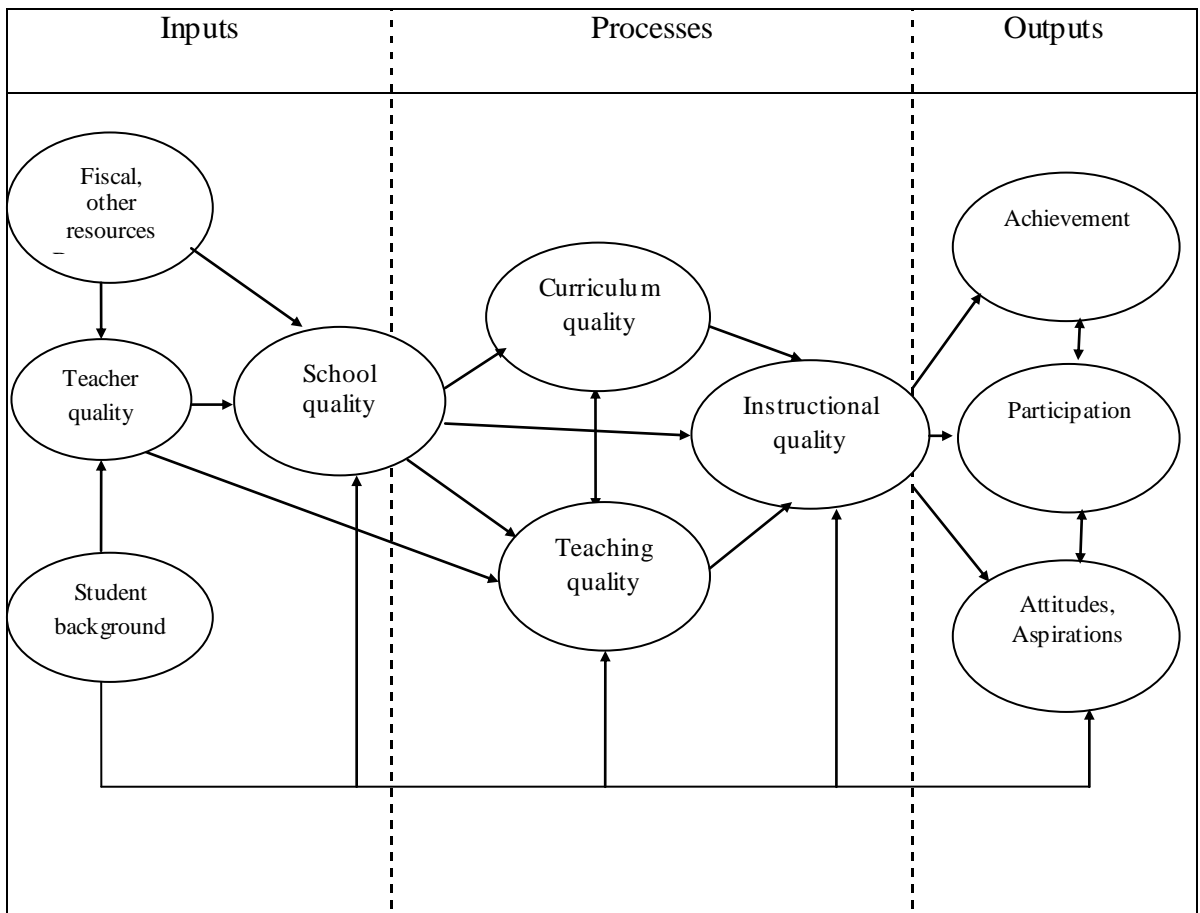 Inputs
Processes
Outputs
Fiscal,
other
resources
Teacher
quality
Student
background
School
quality
Curriculum
quality
Teaching
quality
Instructional
quality
Achievement
Participation
Attitudes,
Aspirations